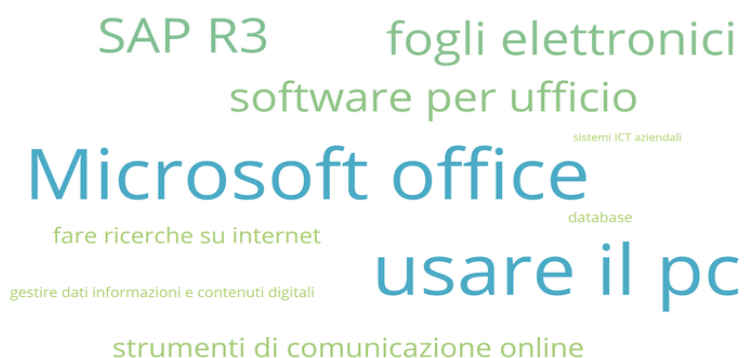 SAP R3
fogli elettronici
software per ufficio
sistemi ICT aziendali
Microsoft office
database
fare ricerche su internet
usare il pc
gestire dati informazioni e contenuti digitali
strumenti di comunicazione online